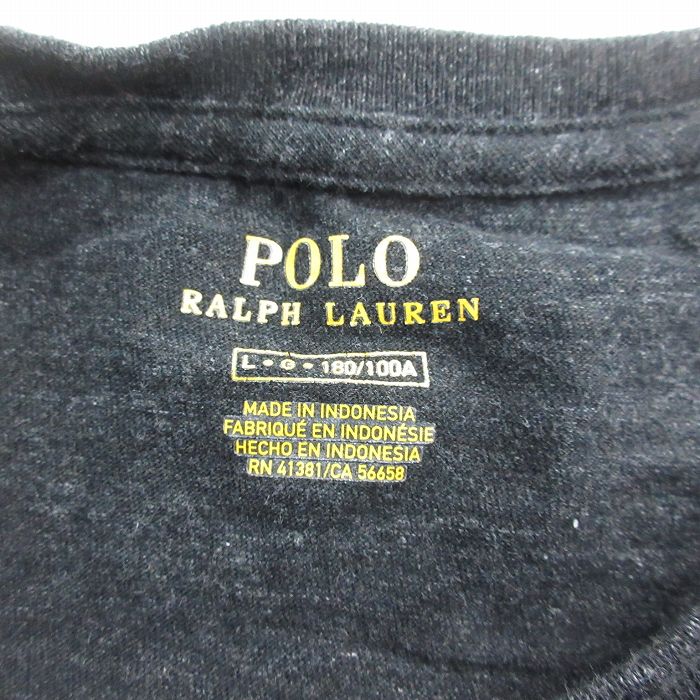 POLO
RALPH LAUREN
L • G • 180/100A
MADE IN INDONESIA
FABRIQUÉ EN INDONÉSIE
HECHO EN INDONESIA
RN 41381/CA 56658